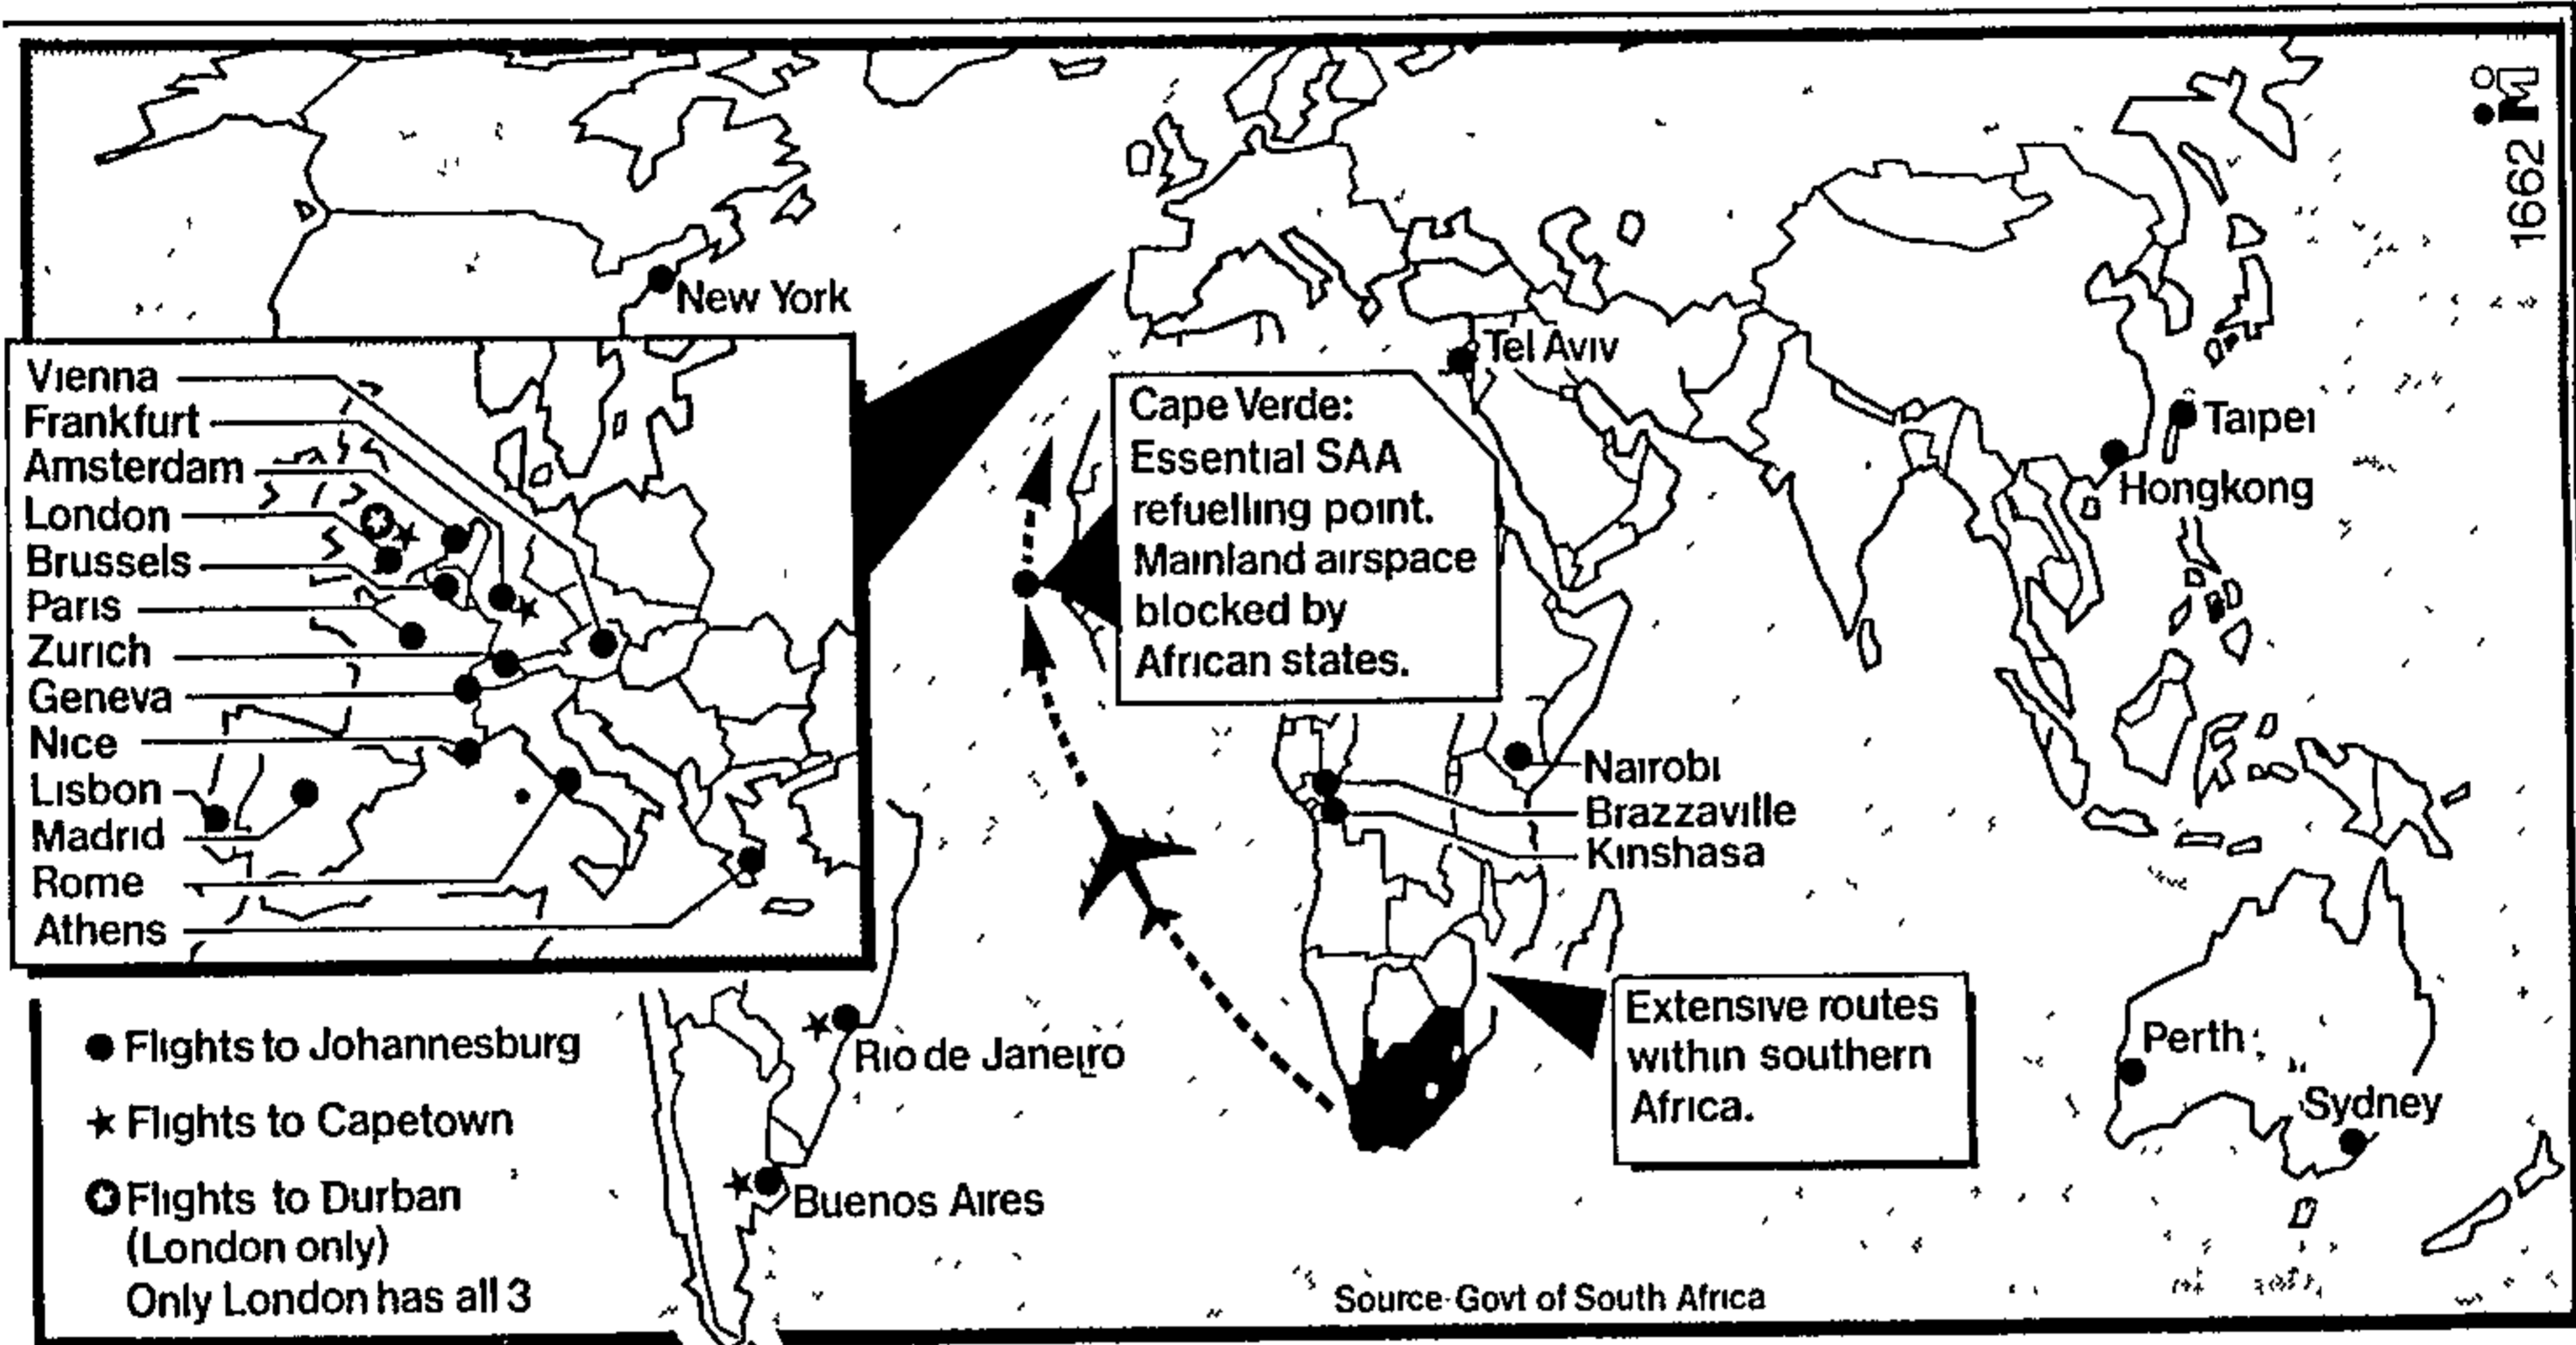 1662
New York
Tel Aviv
Taipei
Hongkong
Vienna
Frankfurt
Amsterdam
London
Brussels
Paris
Zurich
Geneva
Nice
Lisbon
Madrid
Rome
Athens
Cape Verde:
Essential SAA
refuelling point.
Mainland airspace
blocked by
African states.
Nairobi
Brazzaville
Kinshasa
Extensive routes
within southern
Africa.
Perth
Sydney
Rio de Janeiro
Buenos Aires
Flights to Johannesburg
Flights to Capetown
Flights to Durban
(London only)
Only London has all 3
Source-Govt of South Africa